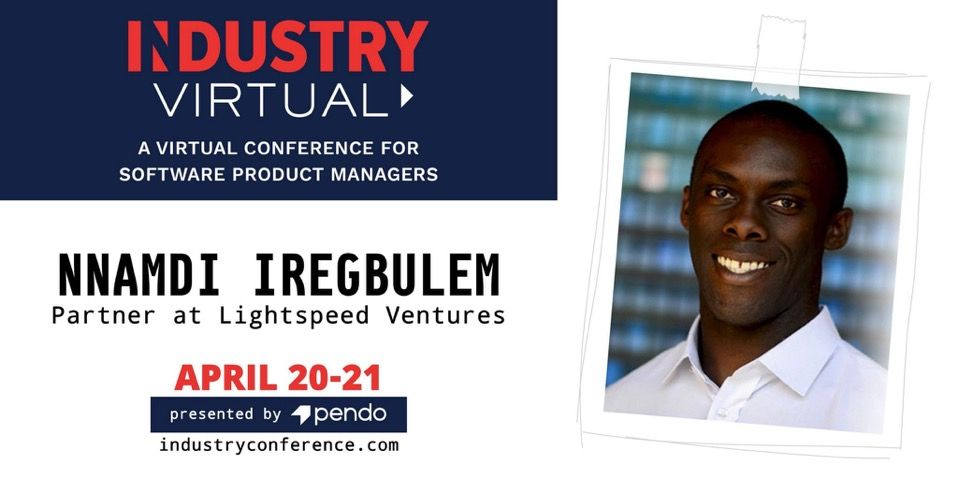 INDUSTRY
VIRTUAL
A VIRTUAL CONFERENCE FOR
SOFTWARE PRODUCT MANAGERS
NNAMDI IREGBULEM
Partner at Lightspeed Ventures
APRIL 20-21
presented by pendo
industryconference.com